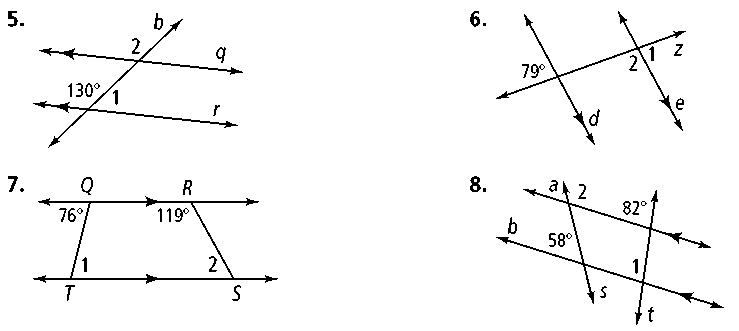 5.
b
2
q
130°
1
r
6.
79°
2 1
z
d
e
7.
Q R
76° 119°
1 2
T S
8.
a 2
82°
b
58°
1
s
t